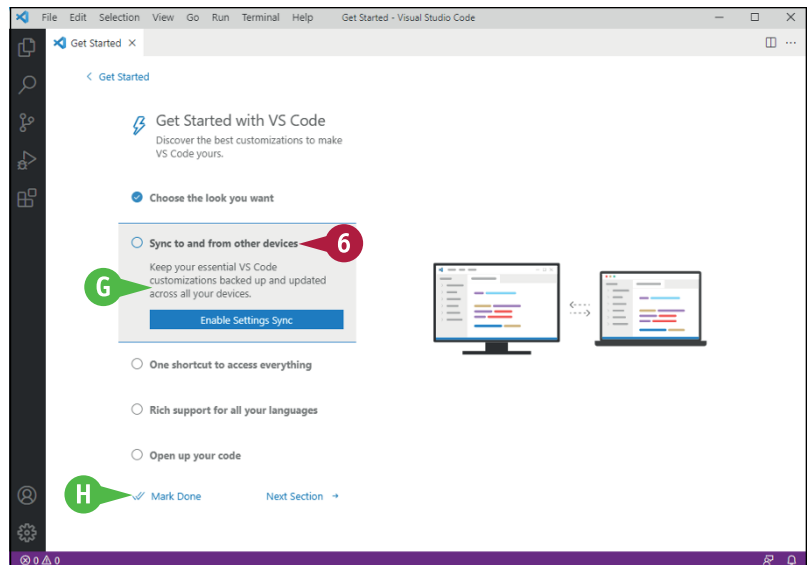 File Edit Selection View Go Run Terminal Help Get Started - Visual Studio Code
Get Started
Get Started
Get Started with VS Code
Discover the best customizations to make
VS Code yours.
Choose the look you want
Sync to and from other devices
6
Keep your essential VS Code
customizations backed up and updated
across all your devices.
G
Enable Settings Sync
One shortcut to access everything
Rich support for all your languages
Open up your code
H
Mark Done
Next Section
0 0